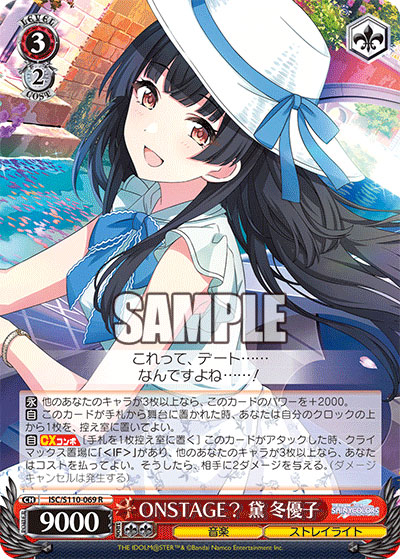 LEVEL
3
2
COST
SAMPLE
これって、デート……
なんですよね……！
永 他のあなたのキャラが3枚以上なら、このカードのパワーを＋2000。
自 このカードが手札から舞台に置かれた時、あなたは自分のクロックの上
から1枚を、控え室に置いてよい。
自 CXコンボ ［手札を1枚控え室に置く］ このカードがアタックした時、クライ
マックス置場に「＜IF＞」があり、他のあなたのキャラが3枚以上なら、あなた
はコストを払ってよい。そうしたら、相手に2ダメージを与える。（ダメー
ジキャンセルは発生する）
CH
ISC/S110-069 R
ONSTAGE？ 黛 冬優子
SHINYCOLORS
9000
音楽
ストレイライト
THE IDOLM@STER™& ©Bandai Namco Entertainment Inc.